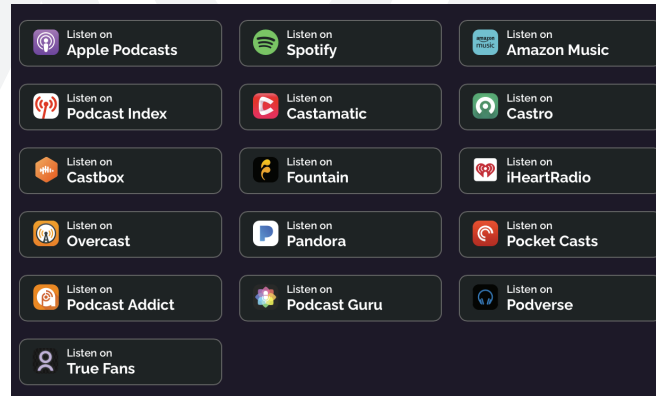 Listen on
Apple Podcasts
Listen on
Spotify
amazon
music
Listen on
Amazon Music
Listen on
Podcast Index
Listen on
Castamatic
Listen on
Castro
Listen on
Castbox
Listen on
Fountain
Listen on
iHeartRadio
Listen on
Overcast
Listen on
Pandora
Listen on
Pocket Casts
Listen on
Podcast Addict
Listen on
Podcast Guru
Listen on
Podverse
Listen on
True Fans